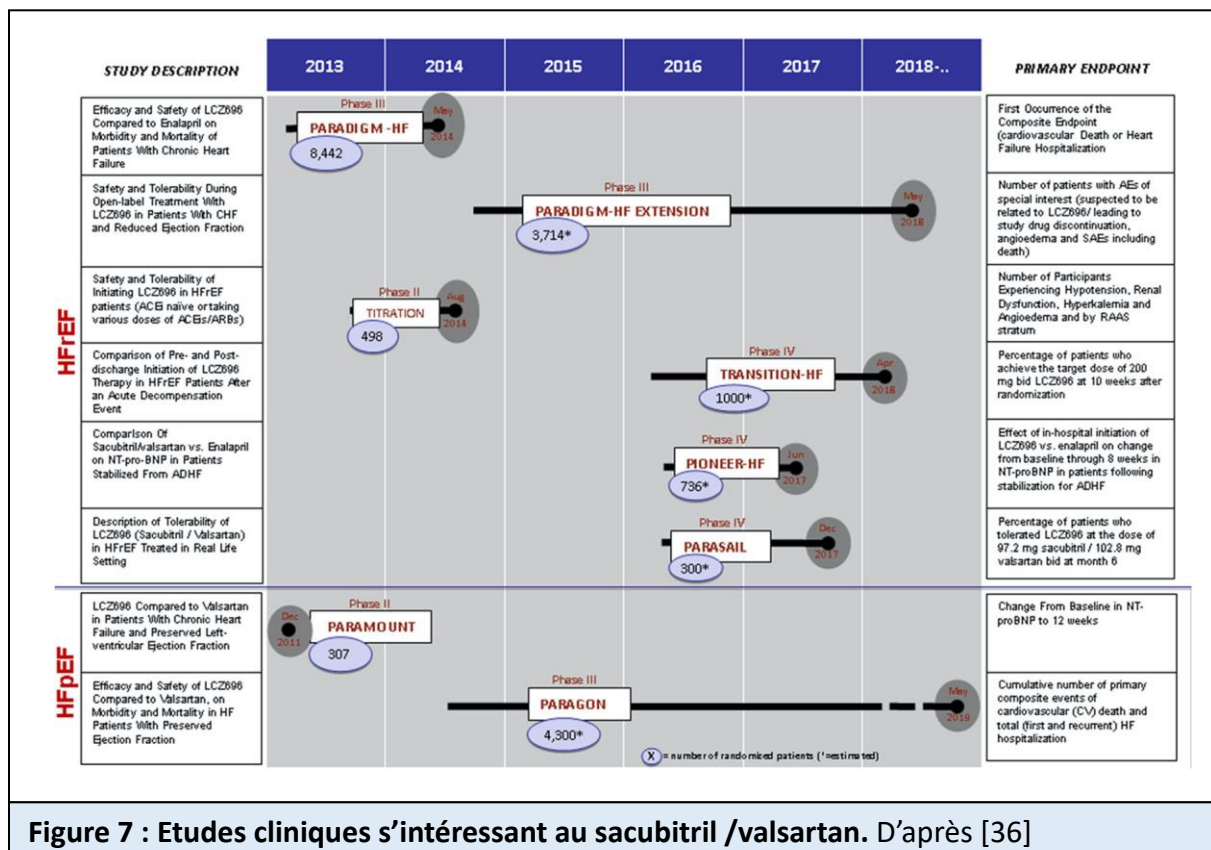 STUDY DESCRIPTION
2013
2014
2015
2016
2017
2018-..
PRIMARY ENDPOINT
HFrEF
Efficacy and Safety of LCZ696
Compared to Enalapril on
Morbidity and Mortality of
Patients With Chronic Heart
Failure
Phase III
PARADIGM -HF
8,442
May
2014
First Occurrence of the
Composite Endpoint
(cardiovascular Death or Heart
Failure Hospitalization
Safety and Tolerability During
Open-label Treatment With
LCZ696 in Patients With CHF
and Reduced Ejection Fraction
Phase III
PARADIGM-HF EXTENSION
3,714*
May
2018
Number of patients with AEs of
special interest (suspected to be
related to LCZ696/ leading to
study drug discontinuation,
angioedema and SAEs including
death)
Safety and Tolerability of
Initiating LCZ696 in HFrEF
patients (ACEi naïve or taking
various doses of ACEIs/ARBs)
Phase II
TITRATION
498
Aug
2014
Number of Participants
Experiencing Hypotension, Renal
Dysfunction, Hyperkalemia and
Angioedema and by RAAS
stratum
Comparison of Pre- and Post-
discharge Initiation of LCZ696
Therapy in HFrEF Patients After
an Acute Decompensation
Event
Phase IV
TRANSITION-HF
1000*
Apr
2018
Percentage of patients who
achieve the target dose of 200
mg bid LCZ696 at 10 weeks after
randomization
Comparison Of
Sacubitril/valsartan vs. Enalapril
on NT-pro-BNP in Patients
Stabilized From ADHF
Phase IV
PIONEER-HF
736*
Jun
2017
Effect of in-hospital initiation of
LCZ696 vs. enalapril on change
from baseline through 8 weeks in
NT-proBNP in patients following
stabilization for ADHF
Description of Tolerability of
LCZ696 (Sacubitril / Valsartan)
in HFrEF Treated in Real Life
Setting
Phase IV
PARASAIL
300*
Dec
2017
Percentage of patients who
tolerated LCZ696 at the dose of
97.2 mg sacubitril / 102.8 mg
valsartan bid at month 6
HFpEF
LCZ696 Compared to Valsartan
in Patients With Chronic Heart
Failure and Preserved Left-
ventricular Ejection Fraction
Phase II
PARAMOUNT
307
Dec
2011
Change From Baseline in NT-
proBNP to 12 weeks
Efficacy and Safety of LCZ696
Compared to Valsartan, on
Morbidity and Mortality in HF
Patients With Preserved
Ejection Fraction
Phase III
PARAGON
4,300*
May
2019
Cumulative number of primary
composite events of
cardiovascular (CV) death and
total (first and recurrent) HF
hospitalization
X = number of randomized patients (*=estimated)
Figure 7 : Etudes cliniques s’intéressant au sacubitril /valsartan. D’après [36]